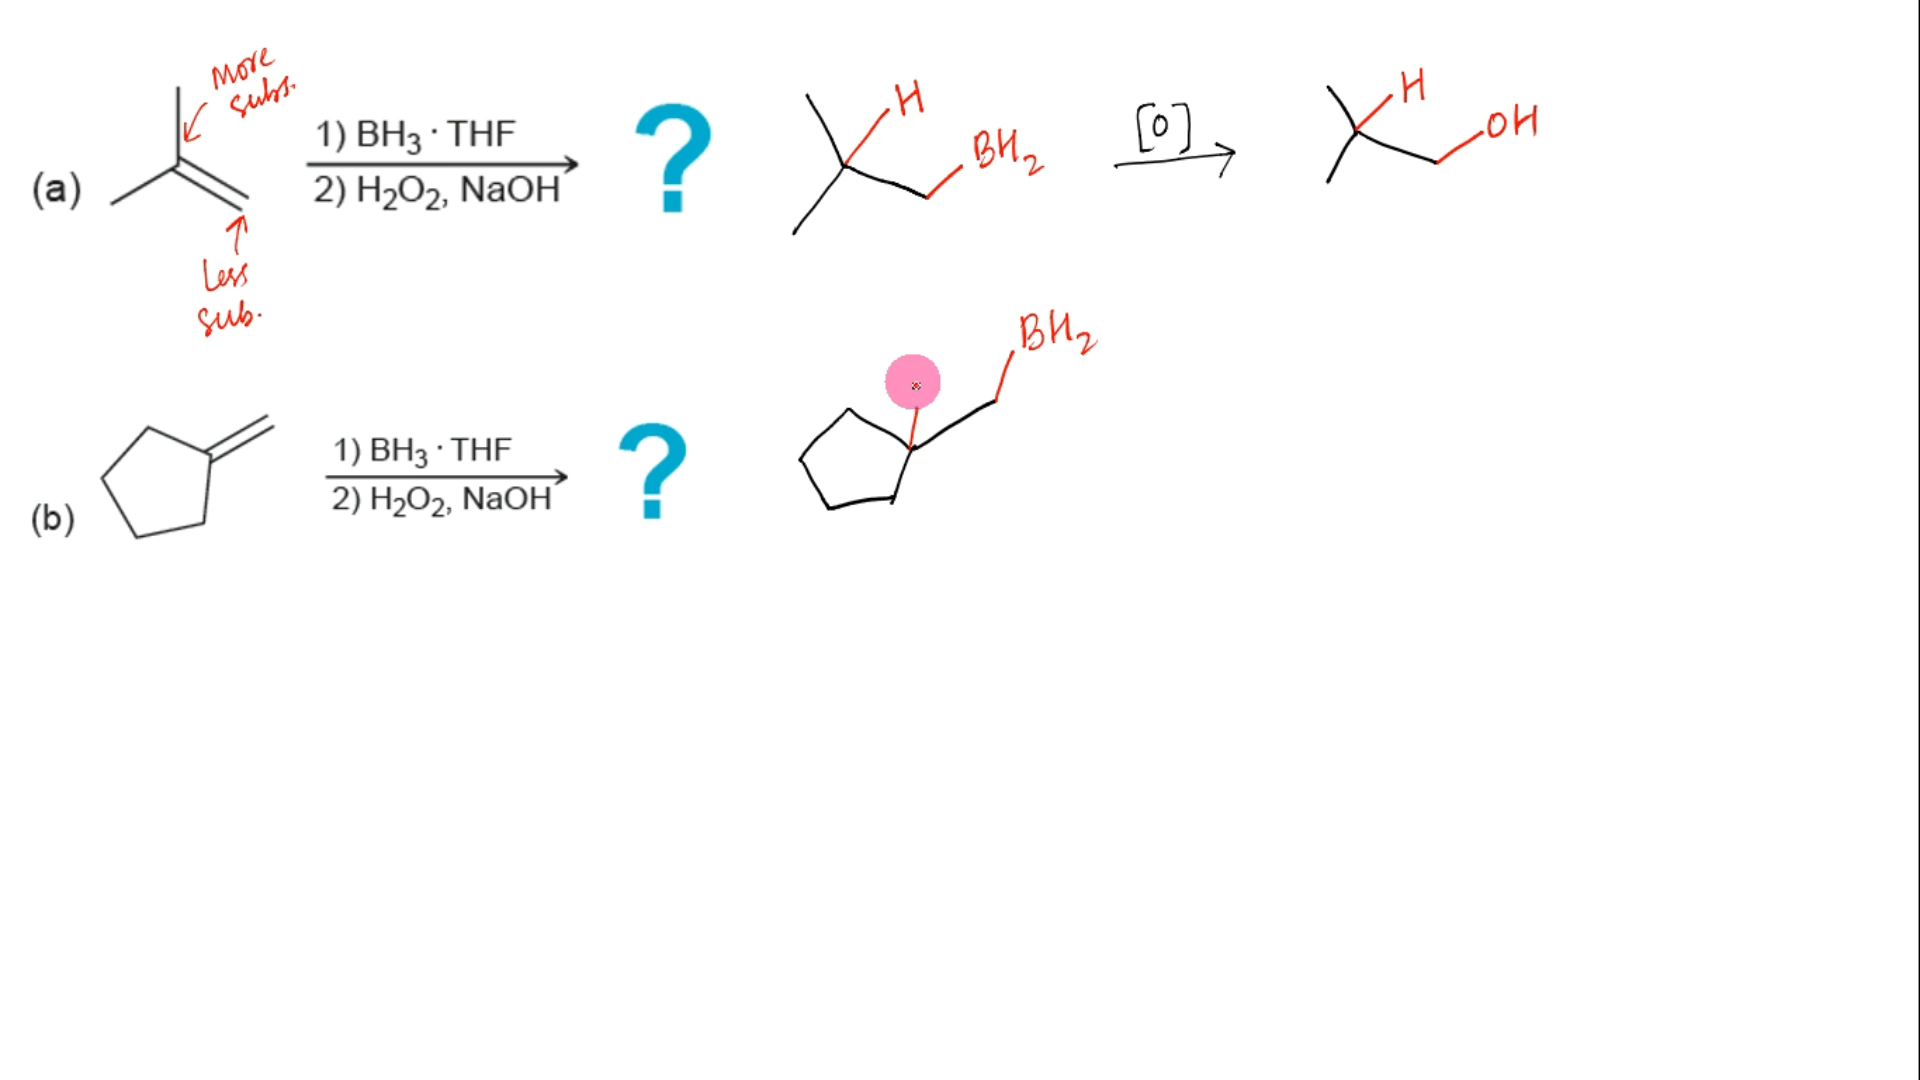 More
subs.
(a)
1) BH3 · THF
2) H2O2, NaOH
?
H
BH2
[O]
H
OH
Less
sub.
(b)
1) BH3 · THF
2) H2O2, NaOH
?
BH2